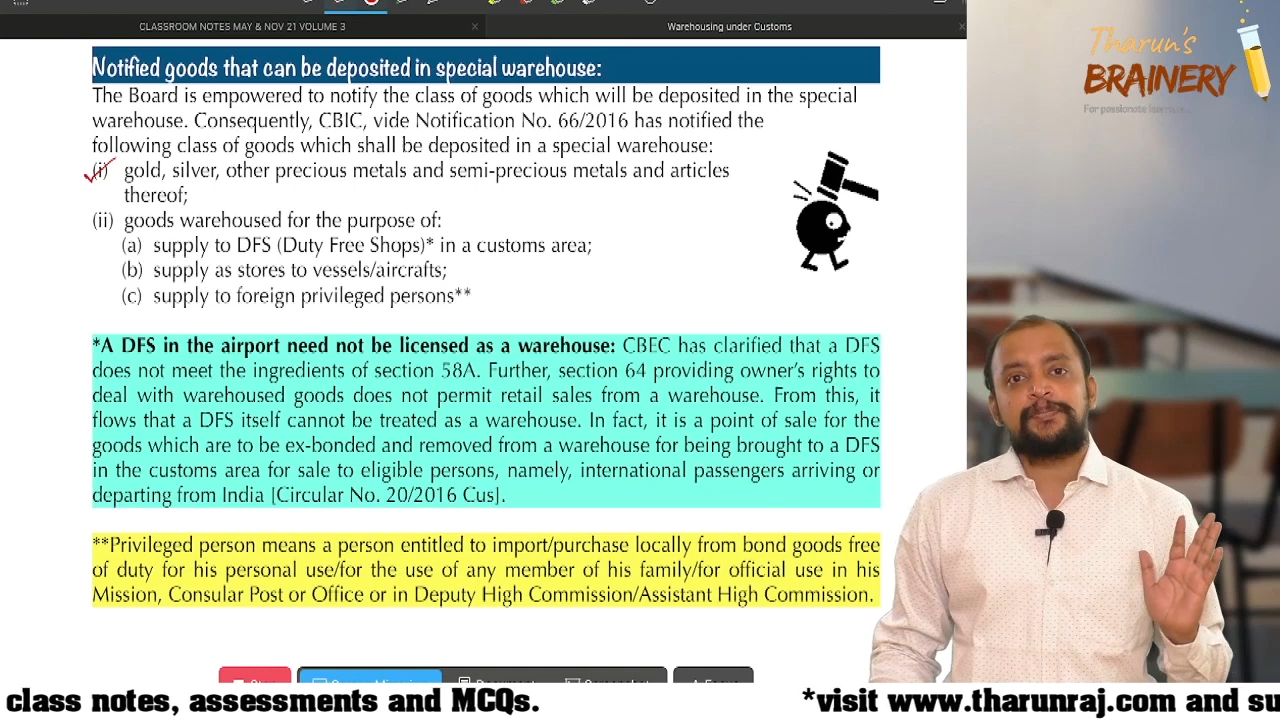 CLASSROOM NOTES MAY & NOV 21 VOLUME 3
Warehousing under Customs
Tharun's
BRAINERY
Notified goods that can be deposited in special warehouse:
The Board is empowered to notify the class of goods which will be deposited in the special
warehouse. Consequently, CBIC, vide Notification No. 66/2016 has notified the
following class of goods which shall be deposited in a special warehouse:
(i) gold, silver, other precious metals and semi-precious metals and articles
thereof;
(ii) goods warehoused for the purpose of:
(a) supply to DFS (Duty Free Shops)* in a customs area;
(b) supply as stores to vessels/aircrafts;
(c) supply to foreign privileged persons**
*A DFS in the airport need not be licensed as a warehouse: CBEC has clarified that a DFS
does not meet the ingredients of section 58A. Further, section 64 providing owner's rights to
deal with warehoused goods does not permit retail sales from a warehouse. From this, it
flows that a DFS itself cannot be treated as a warehouse. In fact, it is a point of sale for the
goods which are to be ex-bonded and removed from a warehouse for being brought to a DFS
in the customs area for sale to eligible persons, namely, international passengers arriving or
departing from India [Circular No. 20/2016 Cus].
**Privileged person means a person entitled to import/purchase locally from bond goods free
of duty for his personal use/for the use of any member of his family/for official use in his
Mission, Consular Post or Office or in Deputy High Commission/Assistant High Commission.
class notes, assessments and MCQs. *visit www.tharunraj.com and su